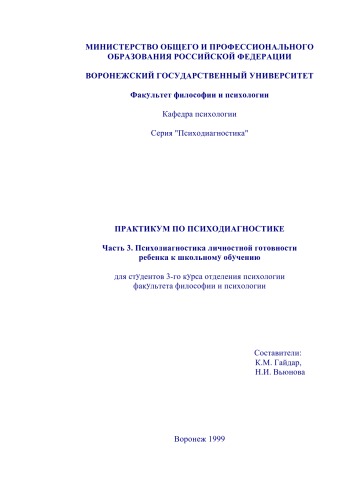 МИНИСТЕРСТВО ОБЩЕГО И ПРОФЕССИОНАЛЬНОГО
ОБРАЗОВАНИЯ РОССИЙСКОЙ ФЕДЕРАЦИИ
ВОРОНЕЖСКИЙ ГОСУДАРСТВЕННЫЙ УНИВЕРСИТЕТ
Факультет философии и психологии
Кафедра психологии
Серия "Психодиагностика"
ПРАКТИКУМ ПО ПСИХОДИАГНОСТИКЕ
Часть 3. Психодиагностика личностной готовности
ребенка к школьному обучению
для студентов 3-го курса отделения психологии
факультета философии и психологии
Составители:
К.М. Гайдар,
Н.И. Вьюнова
Воронеж 1999